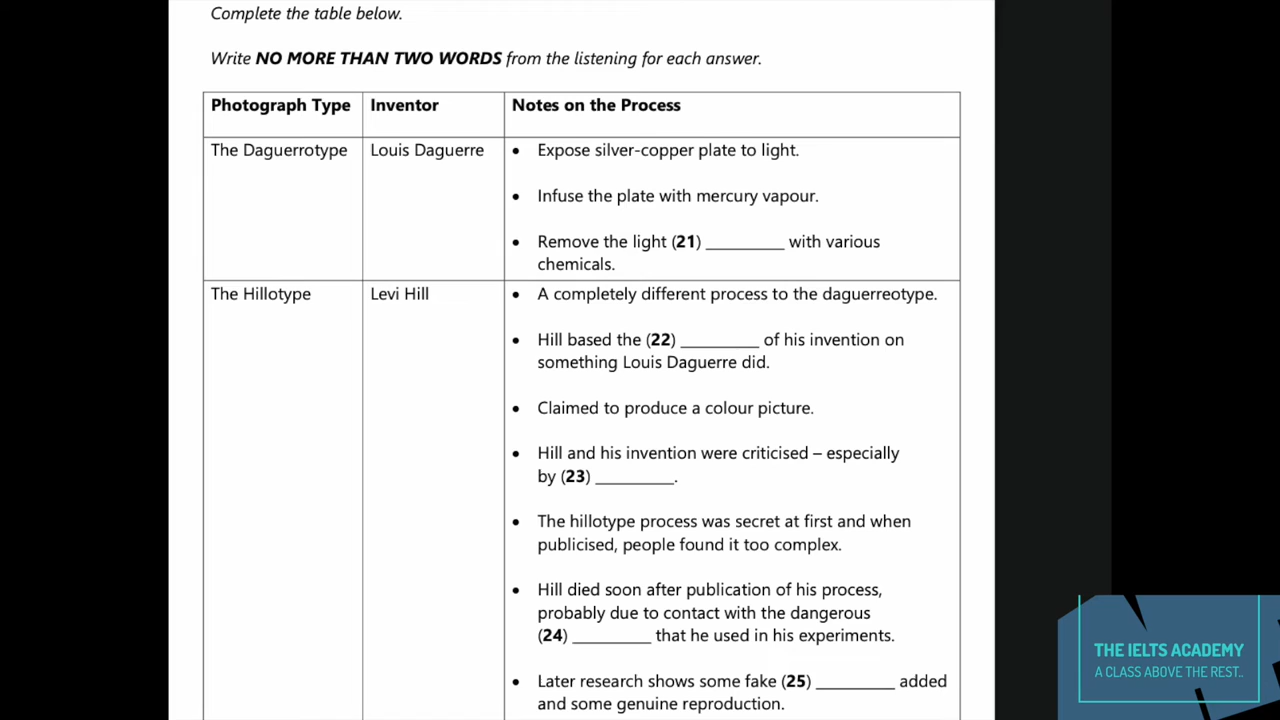 Complete the table below.
Write NO MORE THAN TWO WORDS from the listening for each answer.
Photograph Type Inventor Notes on the Process
The Daguerrotype Louis Daguerre • Expose silver-copper plate to light.
• Infuse the plate with mercury vapour.
• Remove the light (21) _________ with various
chemicals.
The Hillotype Levi Hill • A completely different process to the daguerreotype.
• Hill based the (22) _________ of his invention on
something Louis Daguerre did.
• Claimed to produce a colour picture.
• Hill and his invention were criticised – especially
by (23) _________.
• The hillotype process was secret at first and when
publicised, people found it too complex.
• Hill died soon after publication of his process,
probably due to contact with the dangerous
(24) _________ that he used in his experiments.
• Later research shows some fake (25) _________ added
and some genuine reproduction.
THE IELTS ACADEMY
A CLASS ABOVE THE REST..